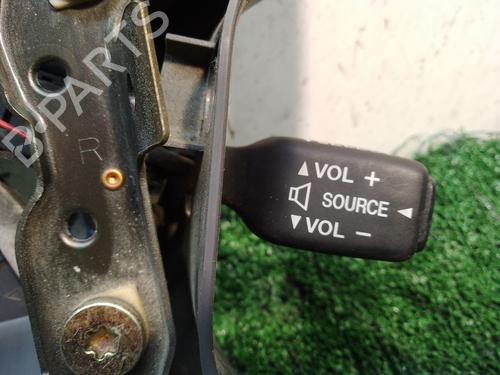 B-PARTS
R
VOL +
SOURCE
VOL -